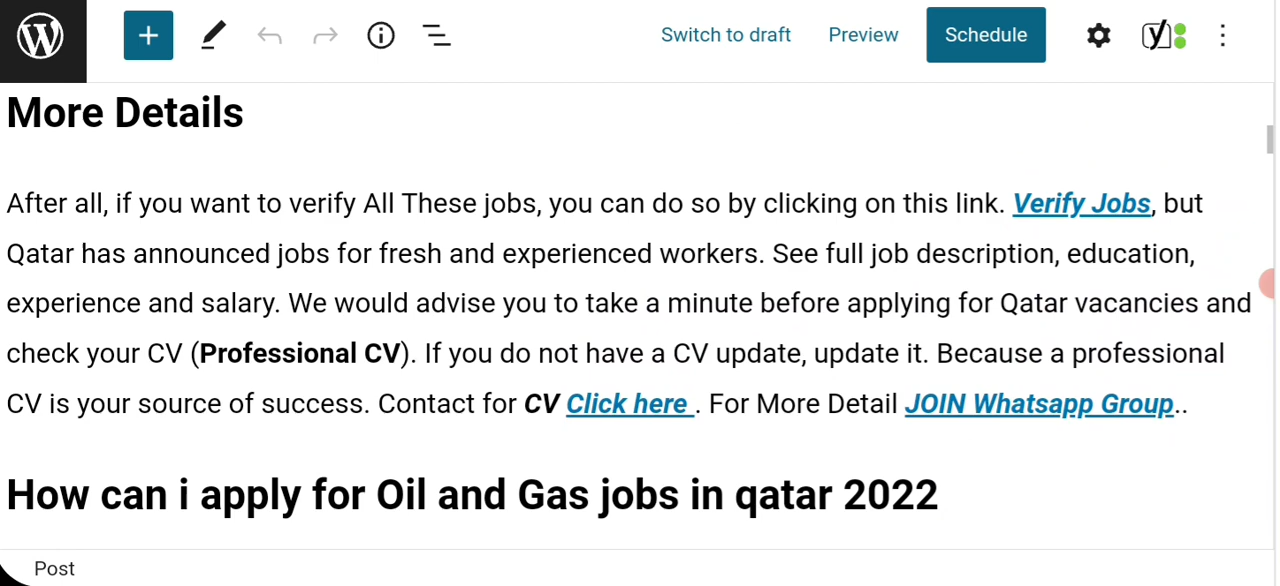 Switch to draft Preview Schedule
More Details
After all, if you want to verify All These jobs, you can do so by clicking on this link. Verify Jobs, but
Qatar has announced jobs for fresh and experienced workers. See full job description, education,
experience and salary. We would advise you to take a minute before applying for Qatar vacancies and
check your CV (Professional CV). If you do not have a CV update, update it. Because a professional
CV is your source of success. Contact for CV Click here . For More Detail JOIN Whatsapp Group..
How can i apply for Oil and Gas jobs in qatar 2022
Post